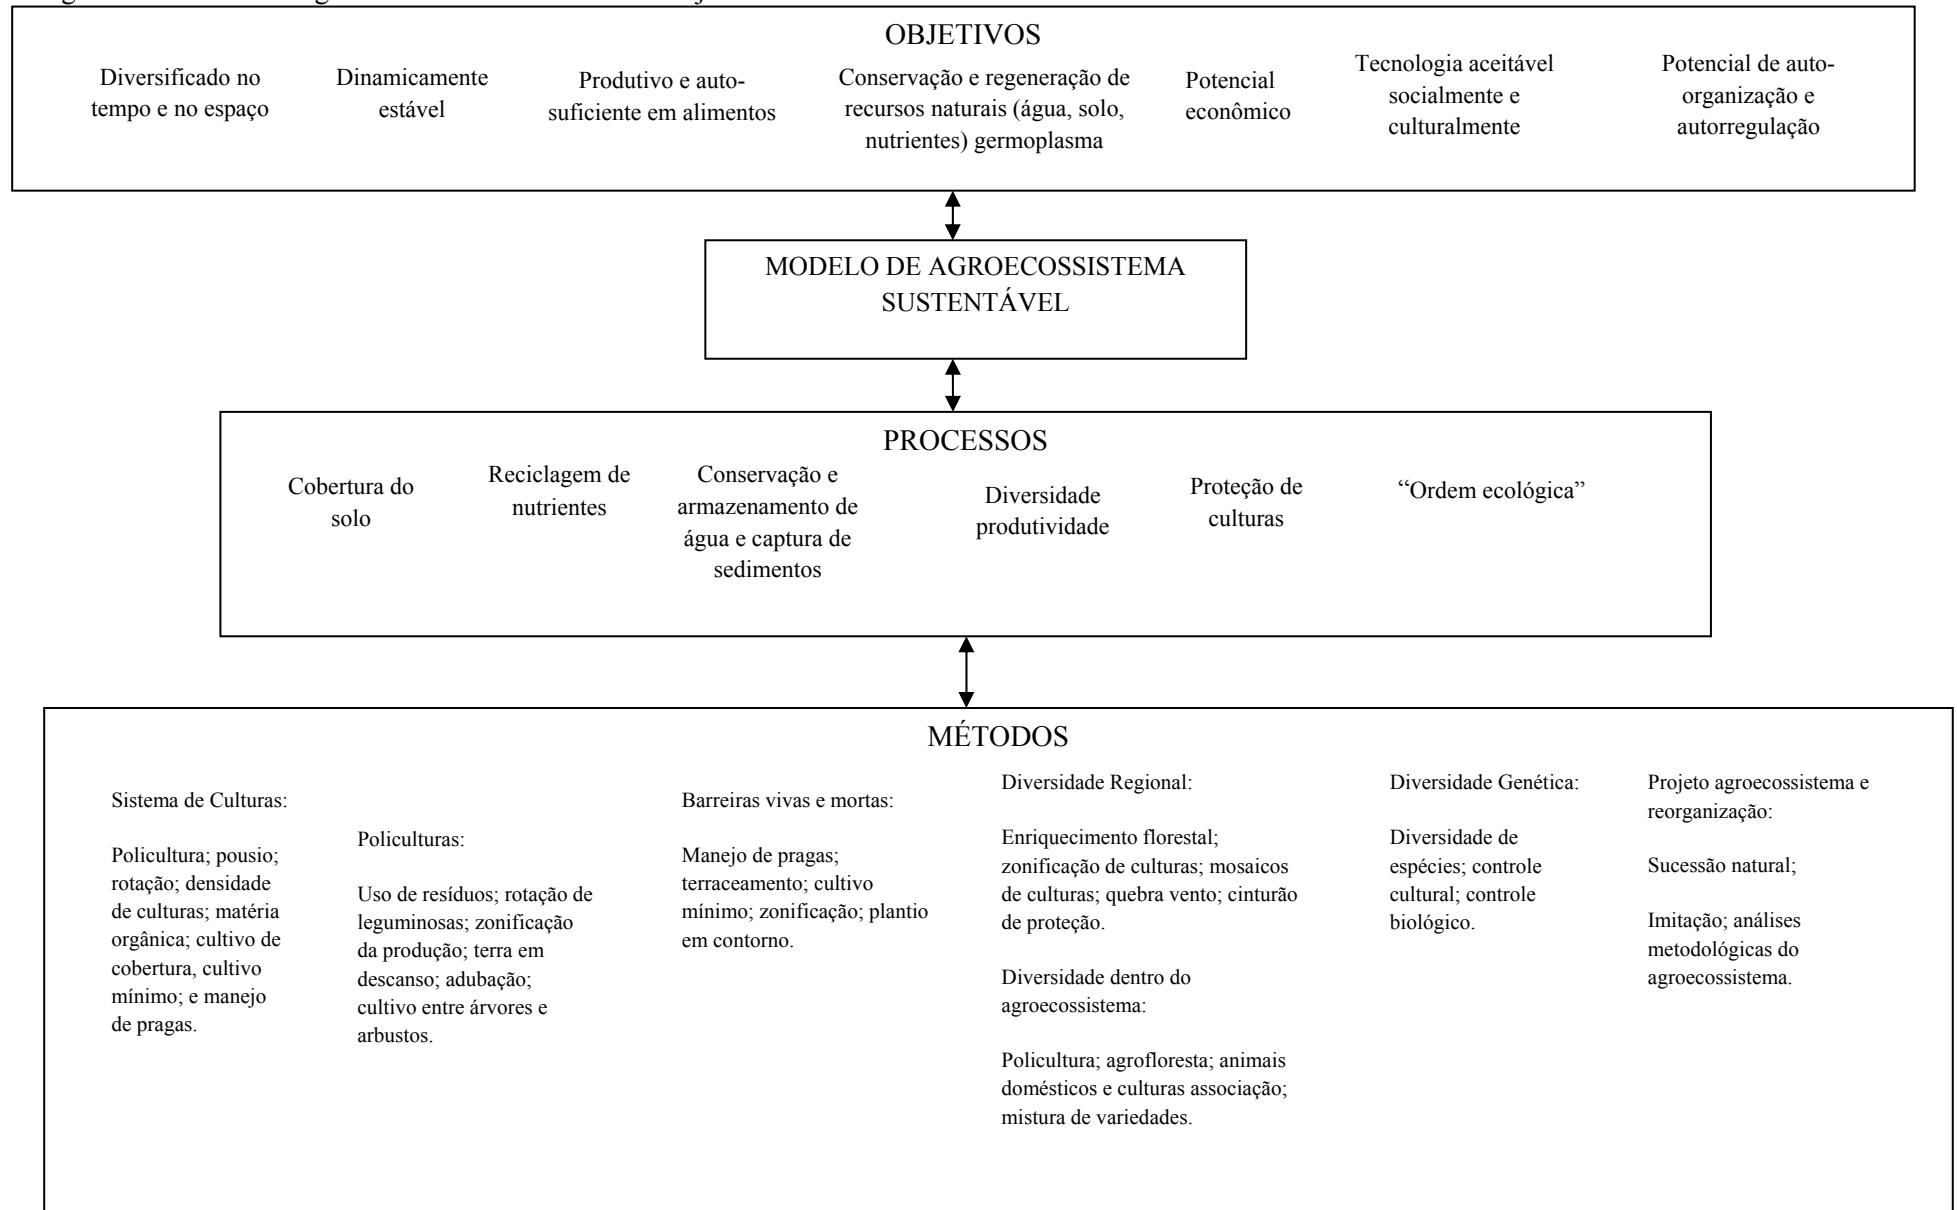 OBJETIVOS
Diversificado no
tempo e no espaço
Dinamicamente
estável
Produtivo e auto-
suficiente em alimentos
Conservação e regeneração de
recursos naturais (água, solo,
nutrientes) germoplasma
Potencial
econômico
Tecnologia aceitável
socialmente e
culturalmente
Potencial de auto-
organização e
autorregulação
MODELO DE AGROECOSSISTEMA
SUSTENTÁVEL
PROCESSOS
Cobertura do
solo
Reciclagem de
nutrientes
Conservação e
armazenamento de
água e captura de
sedimentos
Diversidade
produtividade
Proteção de
culturas
“Ordem ecológica”
MÉTODOS
Sistema de Culturas:
Policultura; pousio;
rotação; densidade
de culturas; matéria
orgânica; cultivo de
cobertura, cultivo
mínimo; e manejo
de pragas.
Policulturas:
Uso de resíduos; rotação de
leguminosas; zonificação
da produção; terra em
descanso; adubação;
cultivo entre árvores e
arbustos.
Barreiras vivas e mortas:
Manejo de pragas;
terraceamento; cultivo
mínimo; zonificação; plantio
em contorno.
Diversidade Regional:
Enriquecimento florestal;
zonificação de culturas; mosaicos
de culturas; quebra vento; cinturão
de proteção.
Diversidade dentro do
agroecossistema:
Policultura; agrofloresta; animais
domésticos e culturas associação;
mistura de variedades.
Diversidade Genética:
Diversidade de
espécies; controle
cultural; controle
biológico.
Projeto agroecossistema e
reorganização:
Sucessão natural;
Imitação; análises
metodológicas do
agroecossistema.